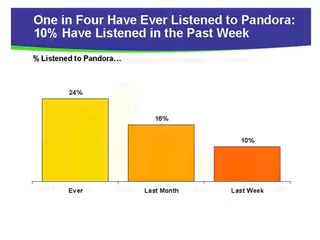 One in Four Have Ever Listened to Pandora:
10% Have Listened in the Past Week
% Listened to Pandora…
24%
16%
10%
Ever
Last Month
Last Week